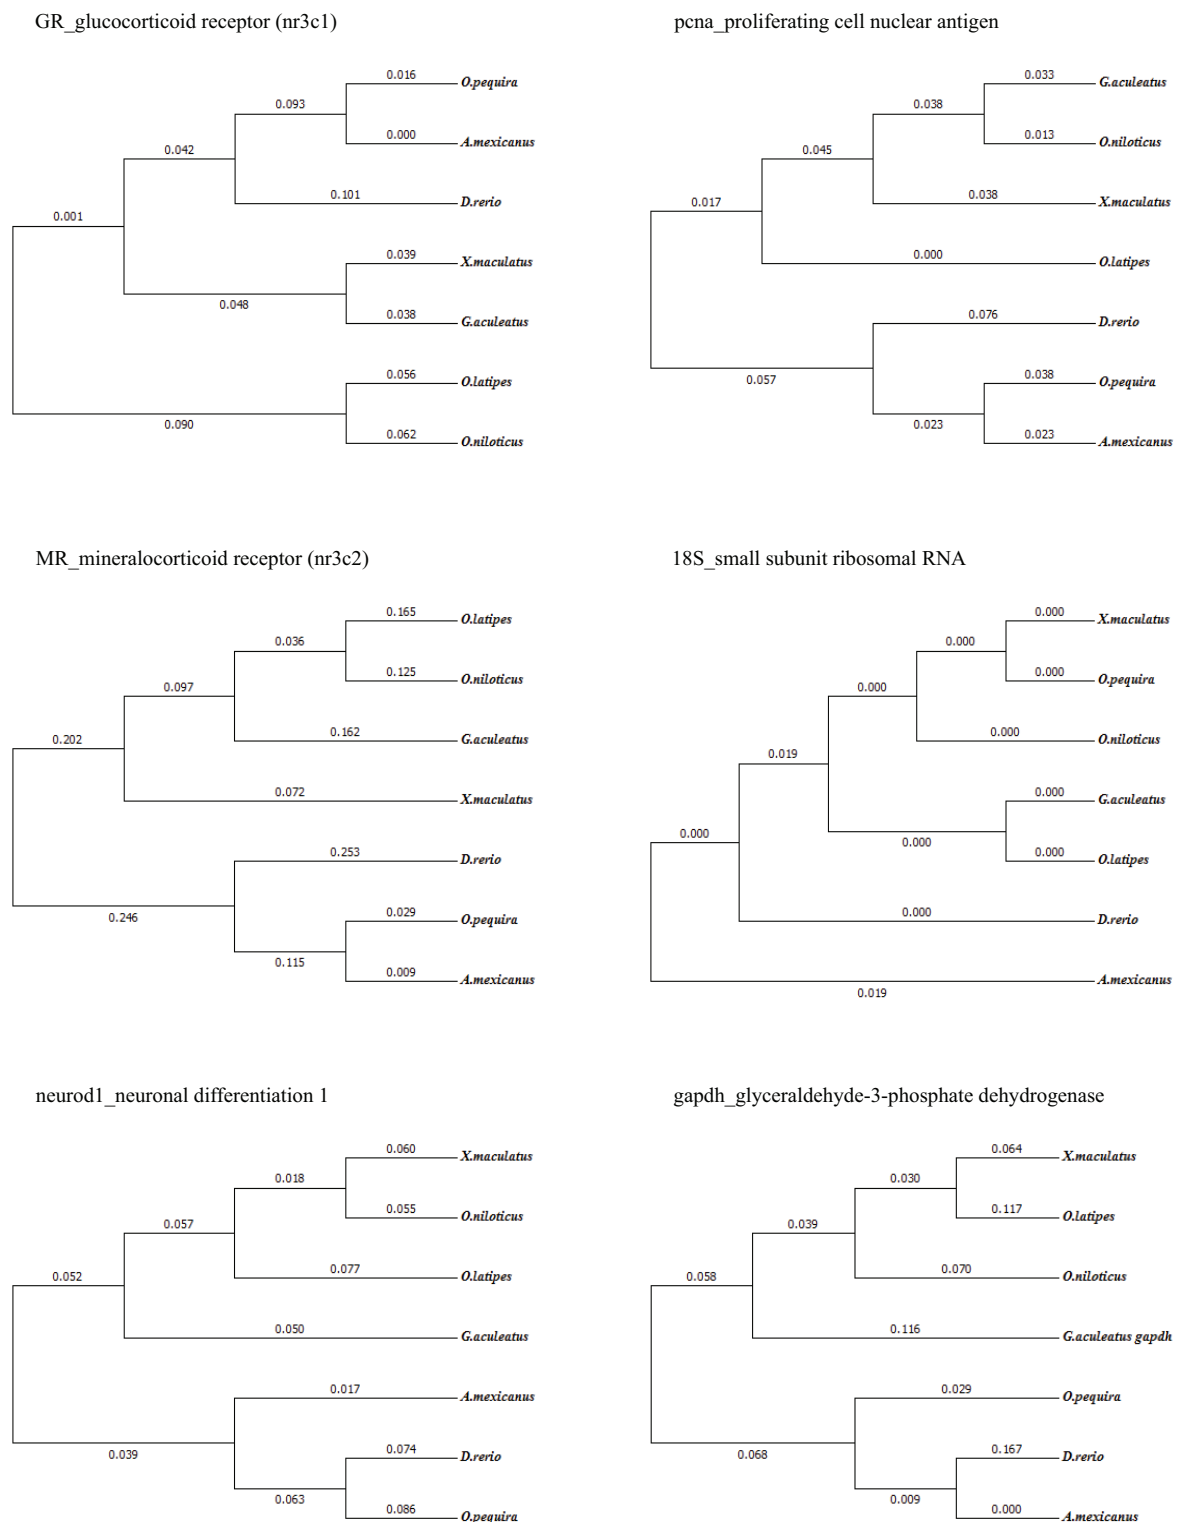 GR_glucocorticoid receptor (nr3c1)
0.016
O.pequira
0.093
0.000
A.mexicanus
0.042
0.101
D.rerio
0.001
0.039
X.maculatus
0.048
0.038
G.aculeatus
0.056
O.latipes
0.090
0.062
O.niloticus
pcna_proliferating cell nuclear antigen
0.033
G.aculeatus
0.038
0.013
O.niloticus
0.045
0.038
X.maculatus
0.017
0.000
O.latipes
0.076
D.rerio
0.057
0.038
O.pequira
0.023
0.023
A.mexicanus
MR_mineralocorticoid receptor (nr3c2)
0.165
O.latipes
0.036
0.125
O.niloticus
0.097
0.162
G.aculeatus
0.202
0.072
X.maculatus
0.253
D.rerio
0.246
0.029
O.pequira
0.115
0.009
A.mexicanus
18S_small subunit ribosomal RNA
0.000
X.maculatus
0.000
0.000
O.pequira
0.000
0.000
O.niloticus
0.019
0.000
G.aculeatus
0.000
0.000
0.000
O.latipes
0.000
D.rerio
0.019
A.mexicanus
neurod1_neuronal differentiation 1
0.060
X.maculatus
0.018
0.055
O.niloticus
0.057
0.077
O.latipes
0.052
0.050
G.aculeatus
0.017
A.mexicanus
0.039
0.074
D.rerio
0.063
0.086
O.pequira
gapdh_glyceraldehyde-3-phosphate dehydrogenase
0.064
X.maculatus
0.030
0.117
O.latipes
0.039
0.070
O.niloticus
0.058
0.116
G.aculeatus gapdh
0.029
O.pequira
0.068
0.167
D.rerio
0.009
0.000
A.mexicanus